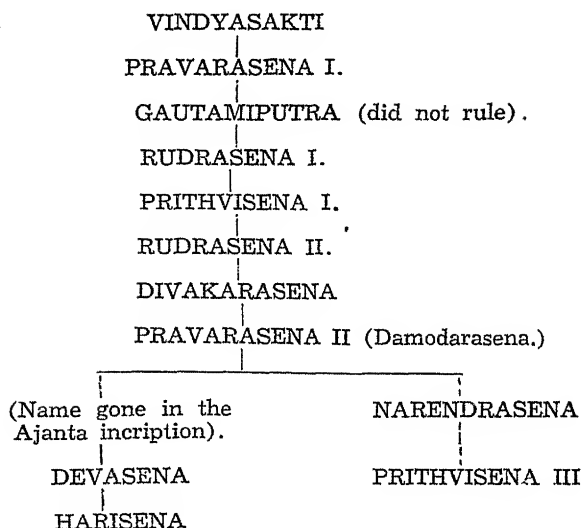 VINDYASAKTI
PRAVARASENA I.
GAUTAMIPUTRA (did not rule).
RUDRASENA I.
PRITHVISENA I.
RUDRASENA II.
DIVAKARASENA
PRAVARASENA II (Damodarasena.)
(Name gone in the
Ajanta incription).
NARENDRASENA
DEVASENA
PRITHVISENA III
HARISENA